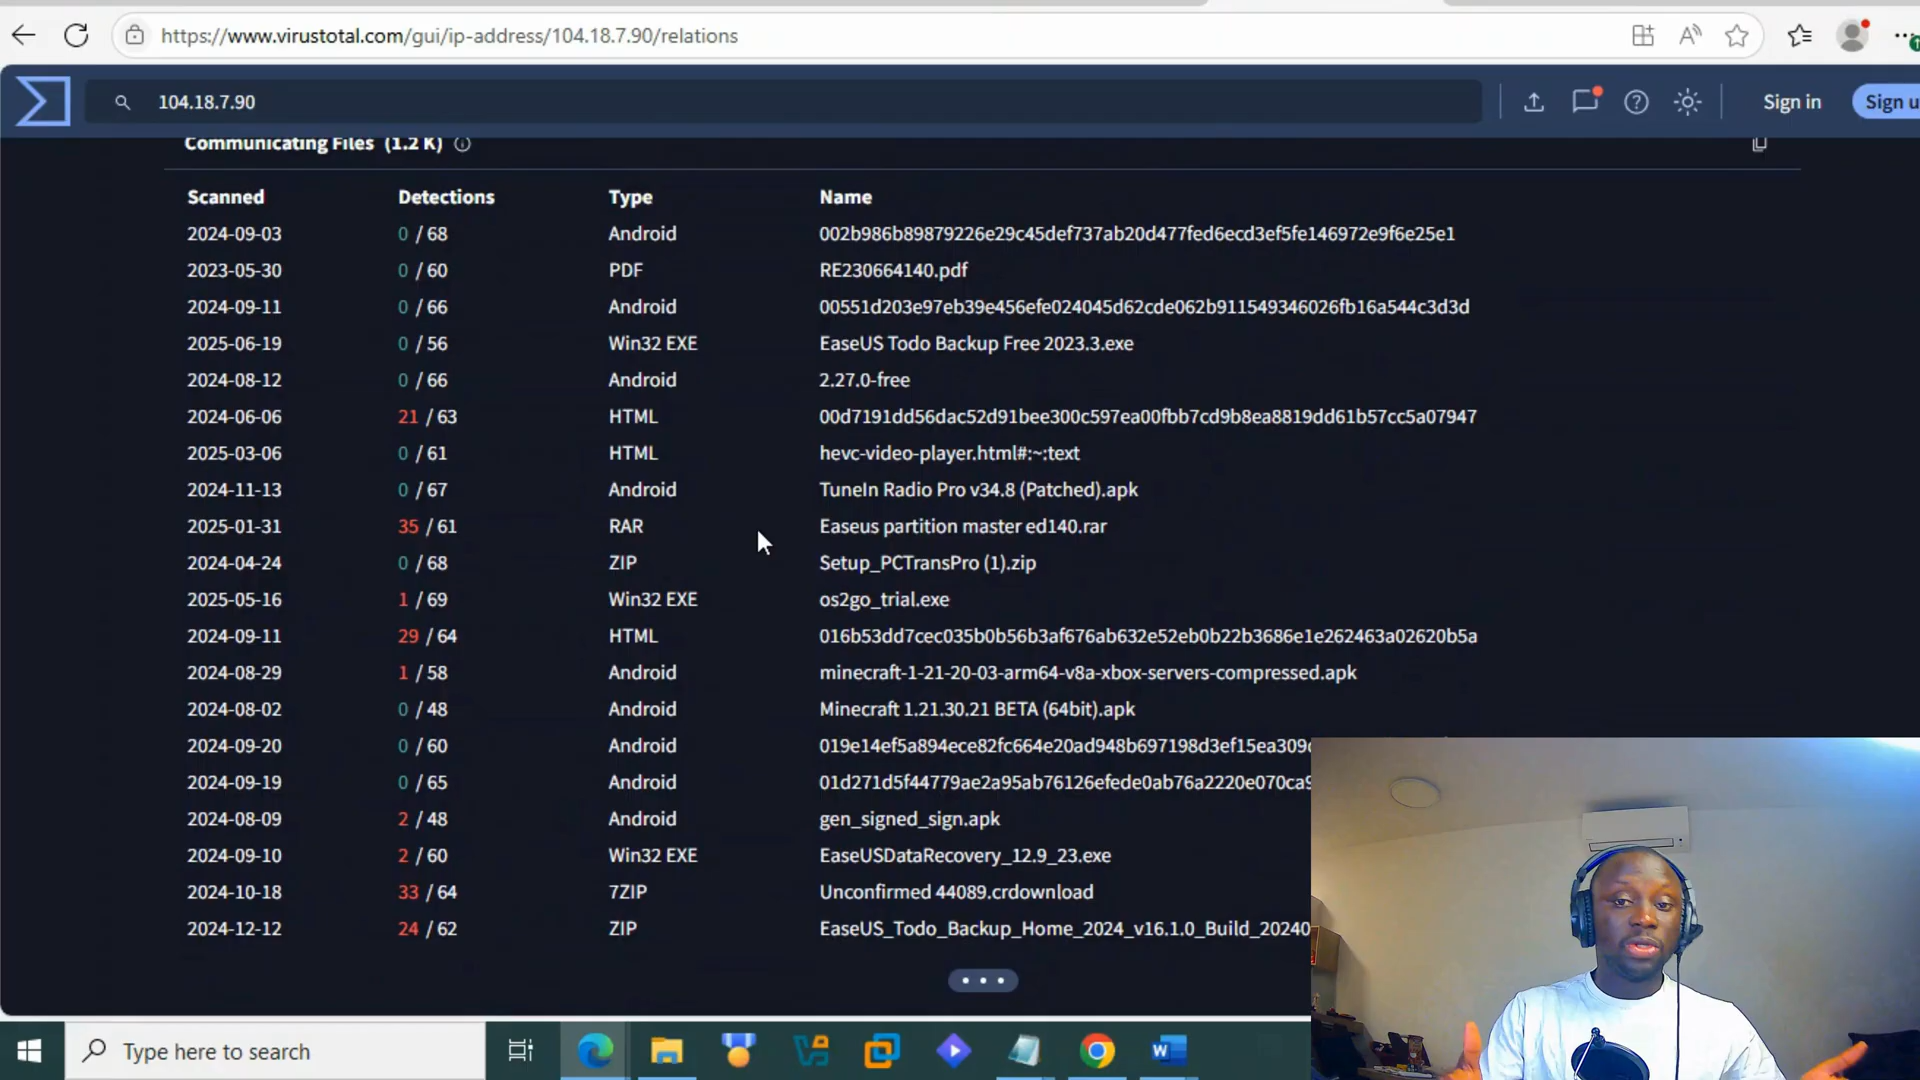 https://www.virustotal.com/gui/ip-address/104.18.7.90/relations
104.18.7.90
Sign in
Sign u
Communicating Files (1.2 K)
Scanned Detections Type Name
2024-09-03 0 / 68 Android 002b986b89879226e29c45def737ab20d477fed6ecd3ef5fe146972e9f6e25e1
2023-05-30 0 / 60 PDF RE230664140.pdf
2024-09-11 0 / 66 Android 00551d203e97eb39e456efe024045d62cde062b911549346026fb16a544c3d3d
2025-06-19 0 / 56 Win32 EXE EaseUS Todo Backup Free 2023.3.exe
2024-08-12 0 / 66 Android 2.27.0-free
2024-06-06 21 / 63 HTML 00d7191dd56dac52d91bee300c597ea00fbb7cd9b8ea8819dd61b57cc5a07947
2025-03-06 0 / 61 HTML hevc-video-player.html#:~:text
2024-11-13 0 / 67 Android TuneIn Radio Pro v34.8 (Patched).apk
2025-01-31 35 / 61 RAR Easeus partition master ed140.rar
2024-04-24 0 / 68 ZIP Setup_PCTransPro (1).zip
2025-05-16 1 / 69 Win32 EXE os2go_trial.exe
2024-09-11 29 / 64 HTML 016b53dd7cec035b0b56b3af676ab632e52eb0b22b3686e1e262463a02620b5a
2024-08-29 1 / 58 Android minecraft-1-21-20-03-arm64-v8a-xbox-servers-compressed.apk
2024-08-02 0 / 48 Android Minecraft 1.21.30.21 BETA (64bit).apk
2024-09-20 0 / 60 Android 019e14ef5a894ece82fc664e20ad948b697198d3ef15ea309
2024-09-19 0 / 65 Android 01d271d5f44779ae2a95ab76126efede0ab76a2220e070ca9
2024-08-09 2 / 48 Android gen_signed_sign.apk
2024-09-10 2 / 60 Win32 EXE EaseUSDataRecovery_12.9_23.exe
2024-10-18 33 / 64 7ZIP Unconfirmed 44089.crdownload
2024-12-12 24 / 62 ZIP EaseUS_Todo_Backup_Home_2024_v16.1.0_Build_20240
Type here to search